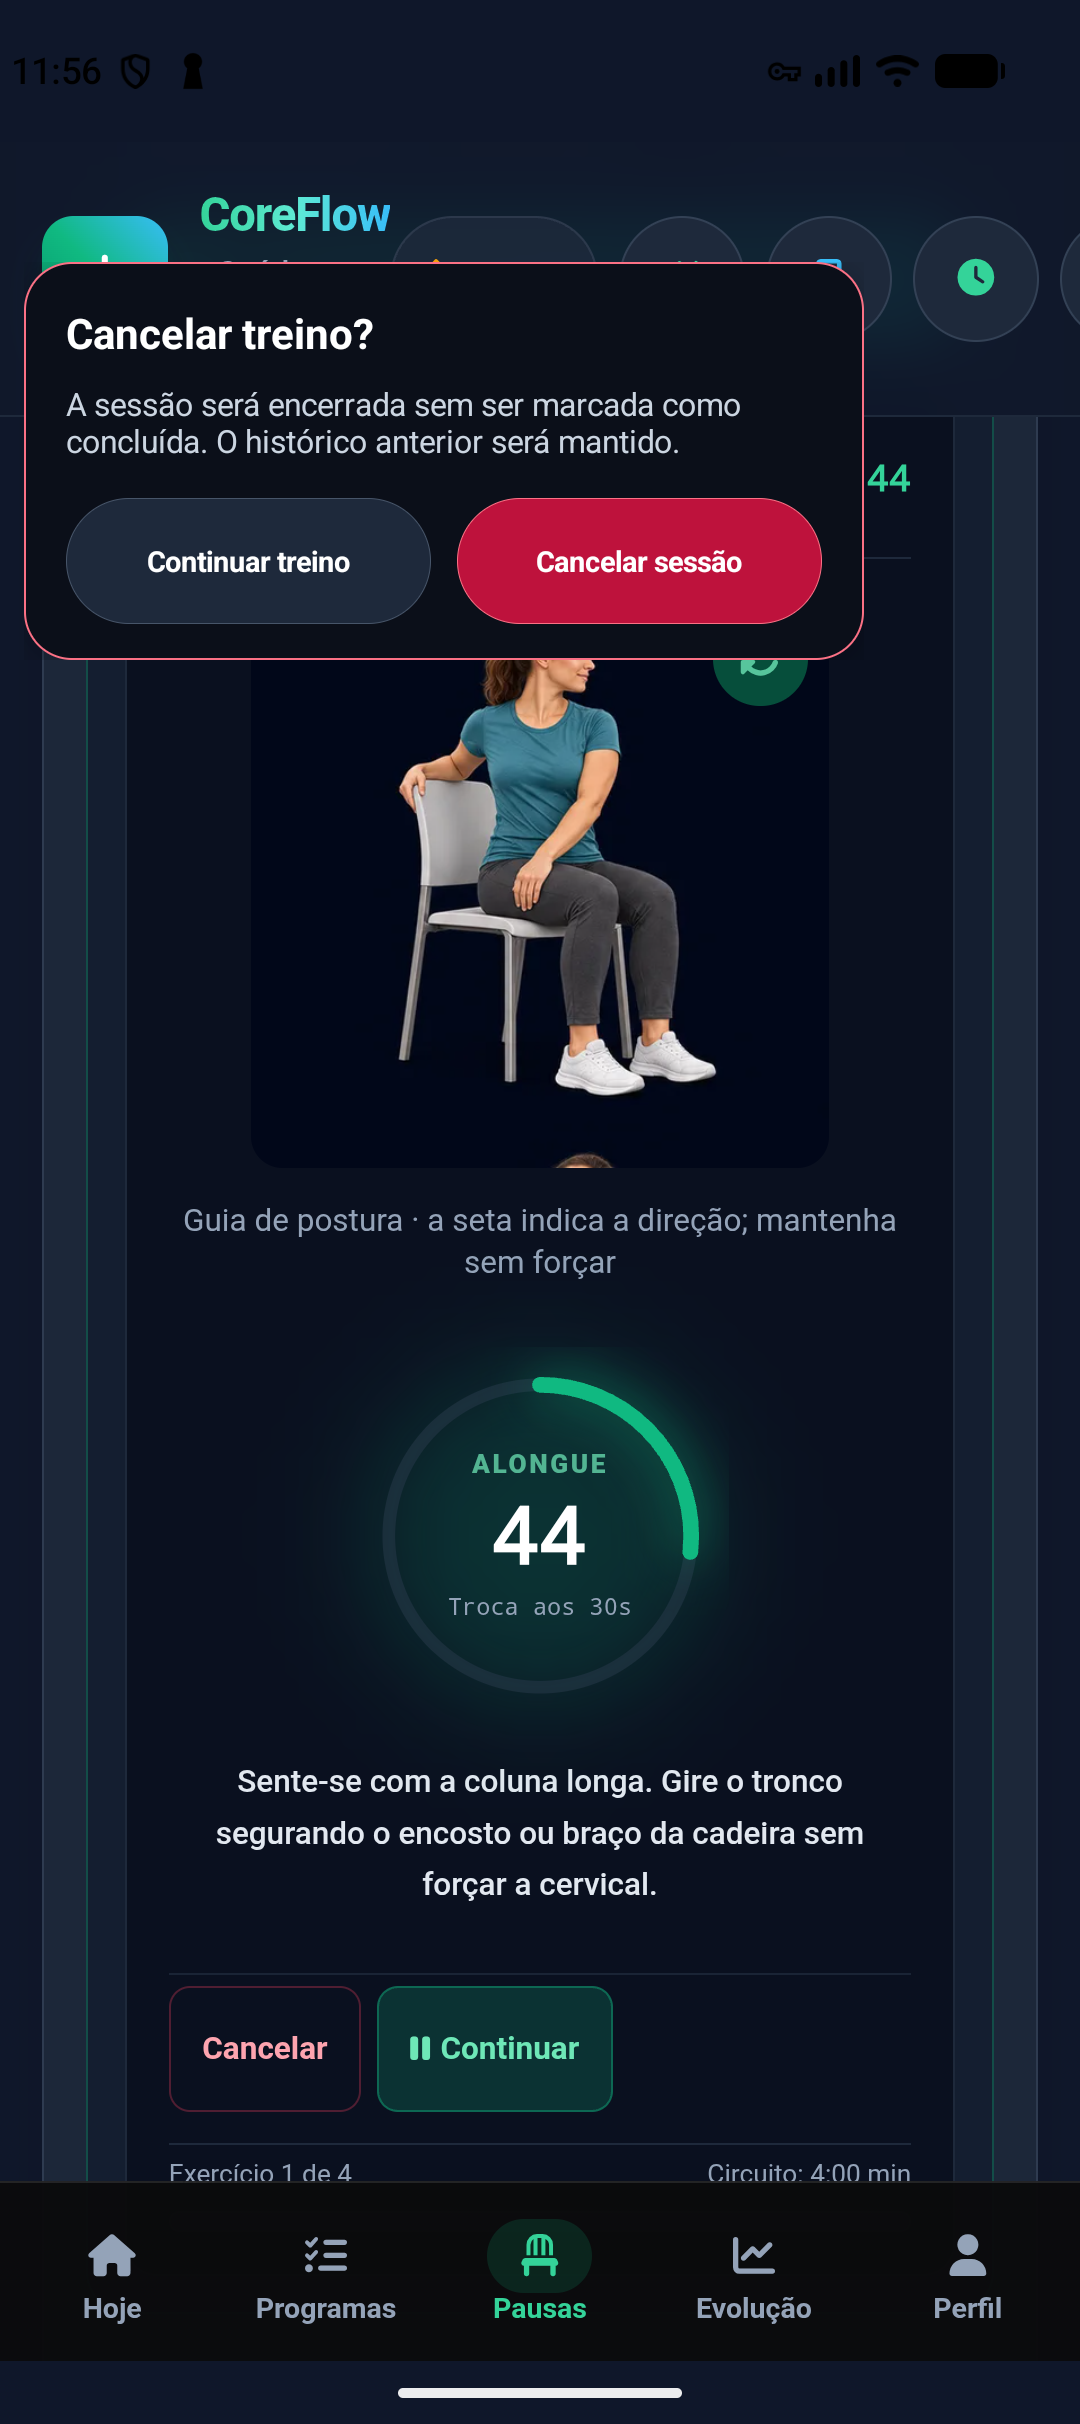 11:56
CoreFlow
Cancelar treino?
A sessão será encerrada sem ser marcada como
concluída. O histórico anterior será mantido.
44
Continuar treino
Cancelar sessão
Guia de postura · a seta indica a direção; mantenha
sem forçar
ALONGUE
44
Troca aos 30s
Sente-se com a coluna longa. Gire o tronco
segurando o encosto ou braço da cadeira sem
forçar a cervical.
Cancelar
Continuar
Exercício 1 de 4
Circuito: 4:00 min
Hoje
Programas
Pausas
Evolução
Perfil